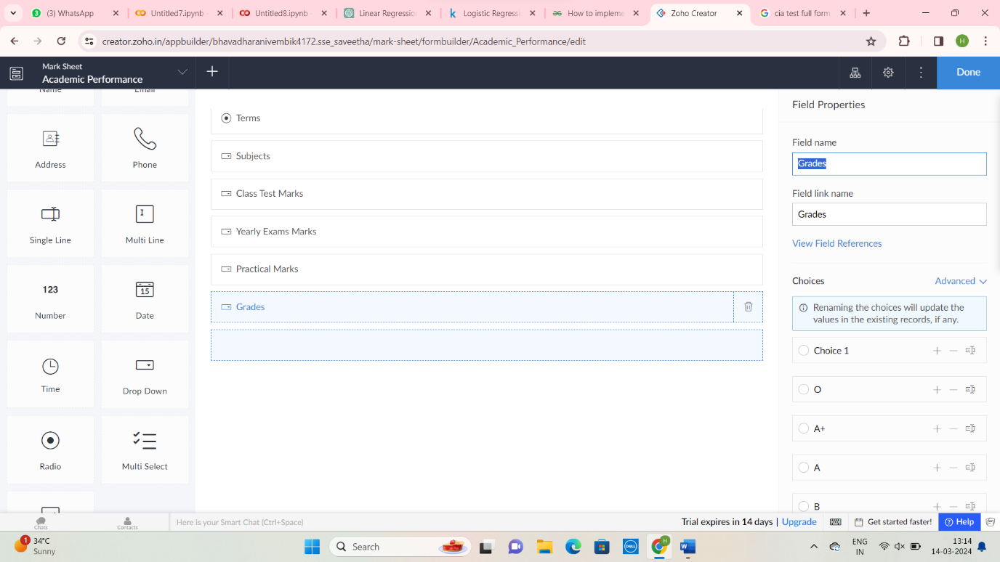 (3) WhatsApp
Untitled7.ipynb -
Untitled8.ipynb -
Linear Regressio
Logistic Regressi
How to impleme
Zoho Creator
cia test full form
creator.zoho.in/appbuilder/bhavadharanivembik4172.sse_saveetha/mark-sheet/formbuilder/Academic_Performance/edit
H
Mark Sheet
Academic Performance
Done
Name
Email
Address
Phone
Single Line
Multi Line
123
Number
15
Date
Time
Drop Down
Radio
Multi Select
Terms
Subjects
Class Test Marks
Yearly Exams Marks
Practical Marks
Grades
Field Properties
Field name
Grades
Field link name
Grades
View Field References
Choices
Advanced
Renaming the choices will update the
values in the existing records, if any.
Choice 1
O
A+
A
B
Chats
Contacts
Here is your Smart Chat (Ctrl+Space)
Trial expires in 14 days | Upgrade
Get started faster!
Help
1
34°C
Sunny
Search
DELL
H
ENG
IN
13:14
14-03-2024